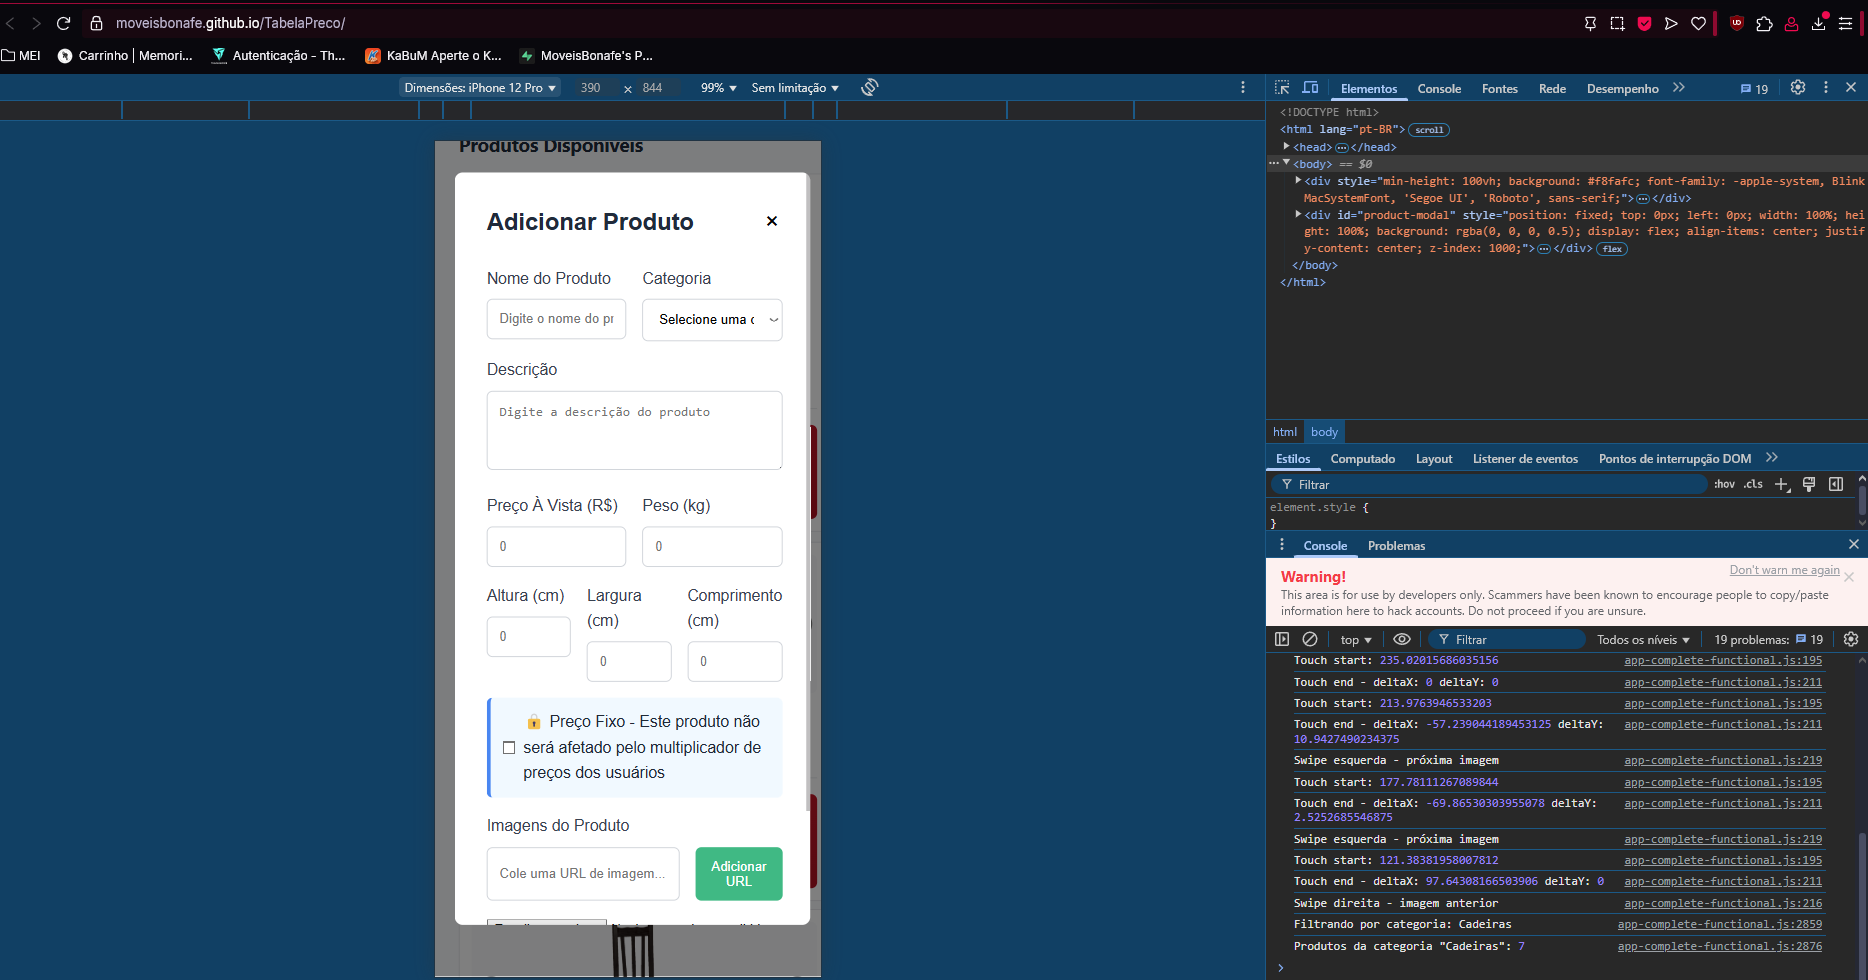 moveisbonafe.github.io/TabelaPreco/
MEI
Carrinho | Memori...
Autenticação - Th...
KaBuM Aperte o K...
MoveisBonafe's P...
Dimensões: iPhone 12 Pro
390 x 844
99%
Sem limitação
Produtos Disponíveis
Adicionar Produto
Nome do Produto
Categoria
Digite o nome do pr
Selecione uma c
Descrição
Digite a descrição do produto
Preço À Vista (R$)
Peso (kg)
0
0
Altura (cm)
Largura (cm)
Comprimento (cm)
0
0
0
🔒 Preço Fixo - Este produto não
será afetado pelo multiplicador de
preços dos usuários
Imagens do Produto
Cole uma URL de imagem...
Adicionar
URL
Elementos
Console
Fontes
Rede
Desempenho
19
<!DOCTYPE html>
<html lang="pt-BR"> scroll
<head> ⋯ </head>
<body> == $0
<div style="min-height: 100vh; background: #f8fafc; font-family: -apple-system, Blink
MacSystemFont, 'Segoe UI', 'Roboto', sans-serif;"> ⋯ </div>
<div id="product-modal" style="position: fixed; top: 0px; left: 0px; width: 100%; hei
ght: 100%; background: rgba(0, 0, 0, 0.5); display: flex; align-items: center; justif
y-content: center; z-index: 1000;"> ⋯ </div> flex
</body>
</html>
html
body
Estilos
Computado
Layout
Listener de eventos
Pontos de interrupção DOM
Filtrar
:hov
.cls
element.style {
}
Console
Problemas
Warning!
Don't warn me again
This area is for use by developers only. Scammers have been known to encourage people to copy/paste
information here to hack accounts. Do not proceed if you are unsure.
top
Filtrar
Todos os níveis
19 problemas:
19
Touch start: 235.02015686035156 app-complete-functional.js:195
Touch end - deltaX: 0 deltaY: 0 app-complete-functional.js:211
Touch start: 213.9763946533203 app-complete-functional.js:195
Touch end - deltaX: -57.239044189453125 deltaY: app-complete-functional.js:211
10.9427490234375
Swipe esquerda - próxima imagem app-complete-functional.js:219
Touch start: 177.78111267089844 app-complete-functional.js:195
Touch end - deltaX: -69.86530303955078 deltaY: app-complete-functional.js:211
2.5252685546875
Swipe esquerda - próxima imagem app-complete-functional.js:219
Touch start: 121.38381958007812 app-complete-functional.js:195
Touch end - deltaX: 97.64308166503906 deltaY: 0 app-complete-functional.js:211
Swipe direita - imagem anterior app-complete-functional.js:216
Filtrando por categoria: Cadeiras app-complete-functional.js:2859
Produtos da categoria "Cadeiras": 7 app-complete-functional.js:2876